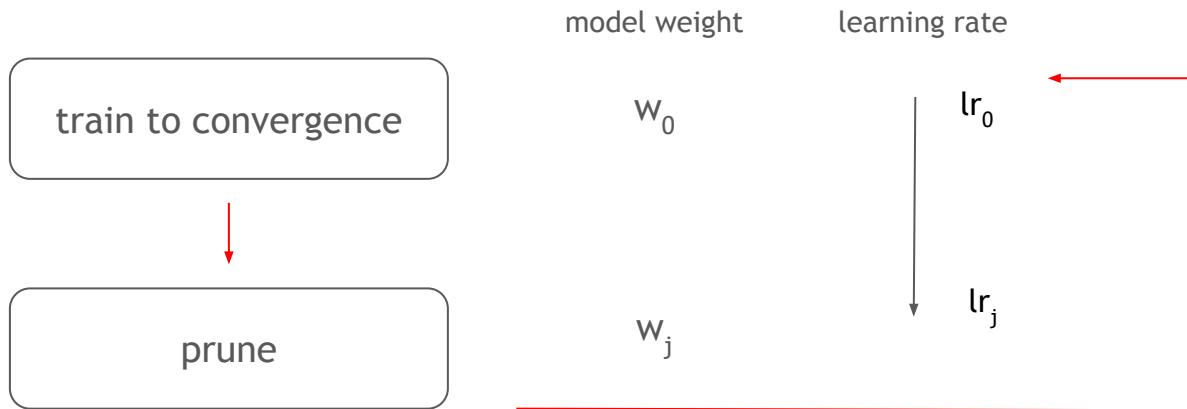 model weight learning rate
train to convergence w₀ lr₀
prune wⱼ lrⱼ